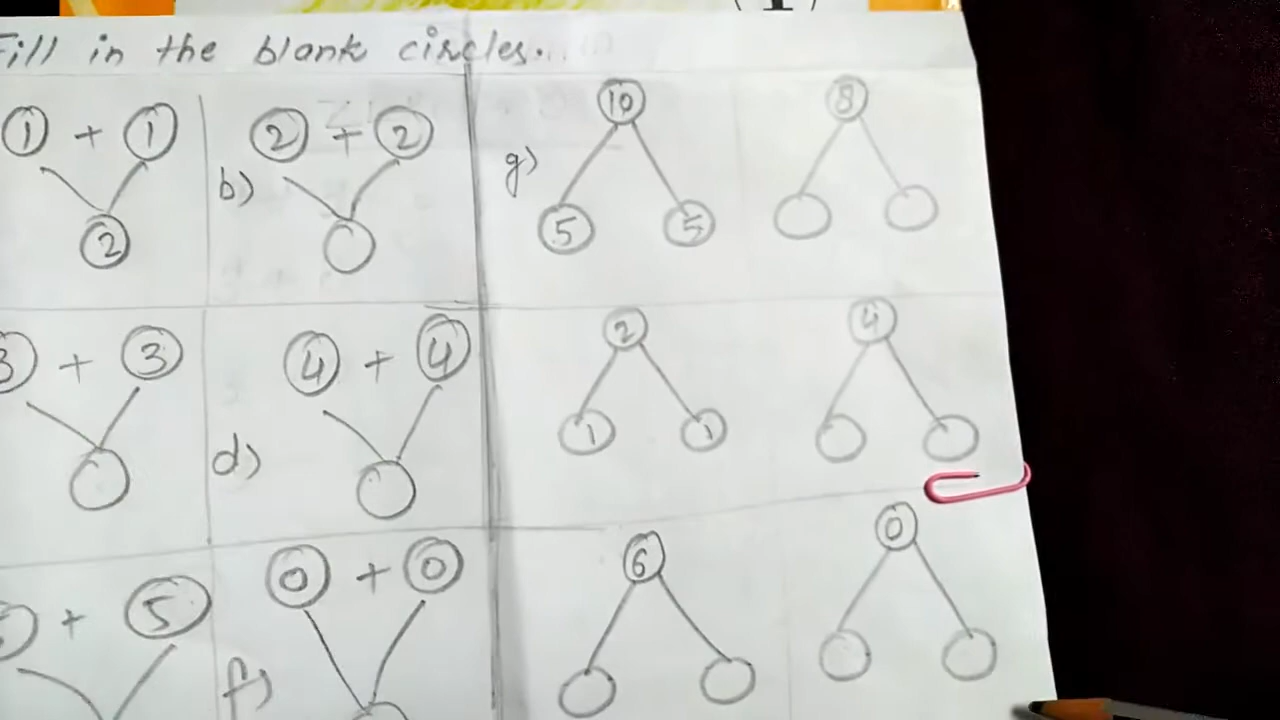 Fill in the blank circles.
1 + 1
2
b) 2 + 2
g) 10
5 5
8
3 + 3
d) 4 + 4
2
1 1
4
5 + 5
f) 0 + 0
6
0